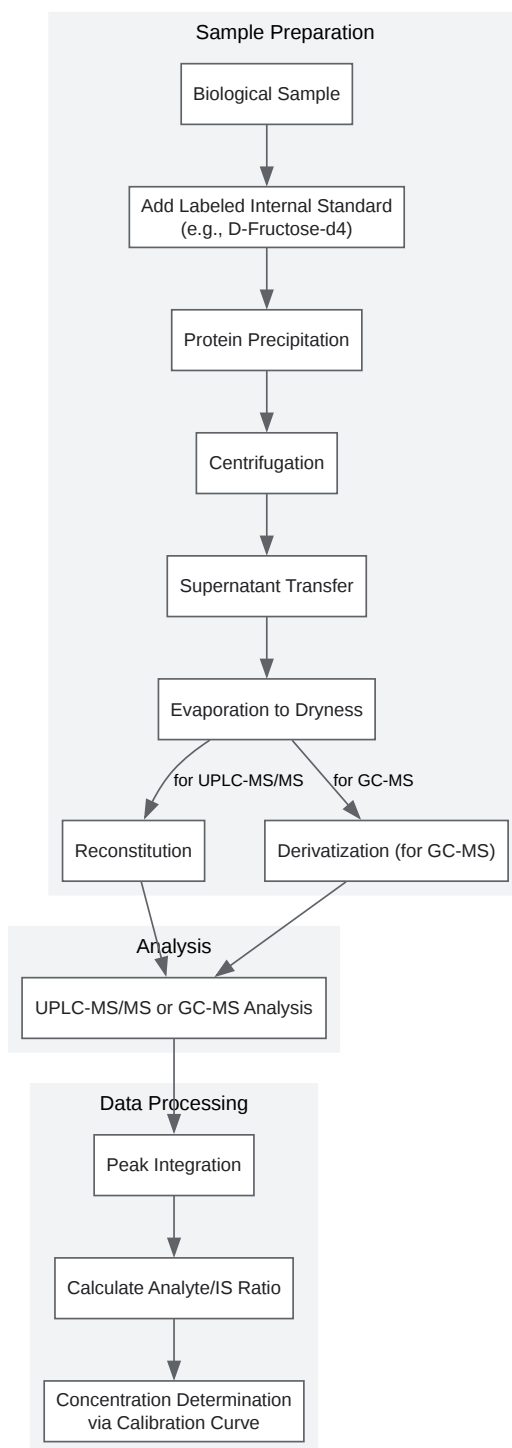 Sample Preparation
Biological Sample
Add Labeled Internal Standard
(e.g., D-Fructose-d4)
Protein Precipitation
Centrifugation
Supernatant Transfer
Evaporation to Dryness
for UPLC-MS/MS
for GC-MS
Reconstitution
Derivatization (for GC-MS)
Analysis
UPLC-MS/MS or GC-MS Analysis
Data Processing
Peak Integration
Calculate Analyte/IS Ratio
Concentration Determination
via Calibration Curve